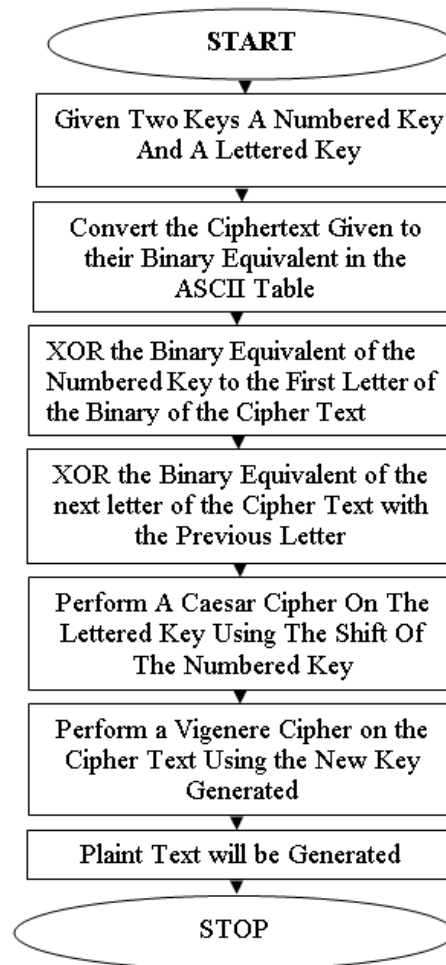 START
Given Two Keys A Numbered Key
And A Lettered Key
Convert the Ciphertext Given to
their Binary Equivalent in the
ASCII Table
XOR the Binary Equivalent of the
Numbered Key to the First Letter of
the Binary of the Cipher Text
XOR the Binary Equivalent of the
next letter of the Cipher Text with
the Previous Letter
Perform A Caesar Cipher On The
Lettered Key Using The Shift Of
The Numbered Key
Perform a Vigenere Cipher on the
Cipher Text Using the New Key
Generated
Plaint Text will be Generated
STOP